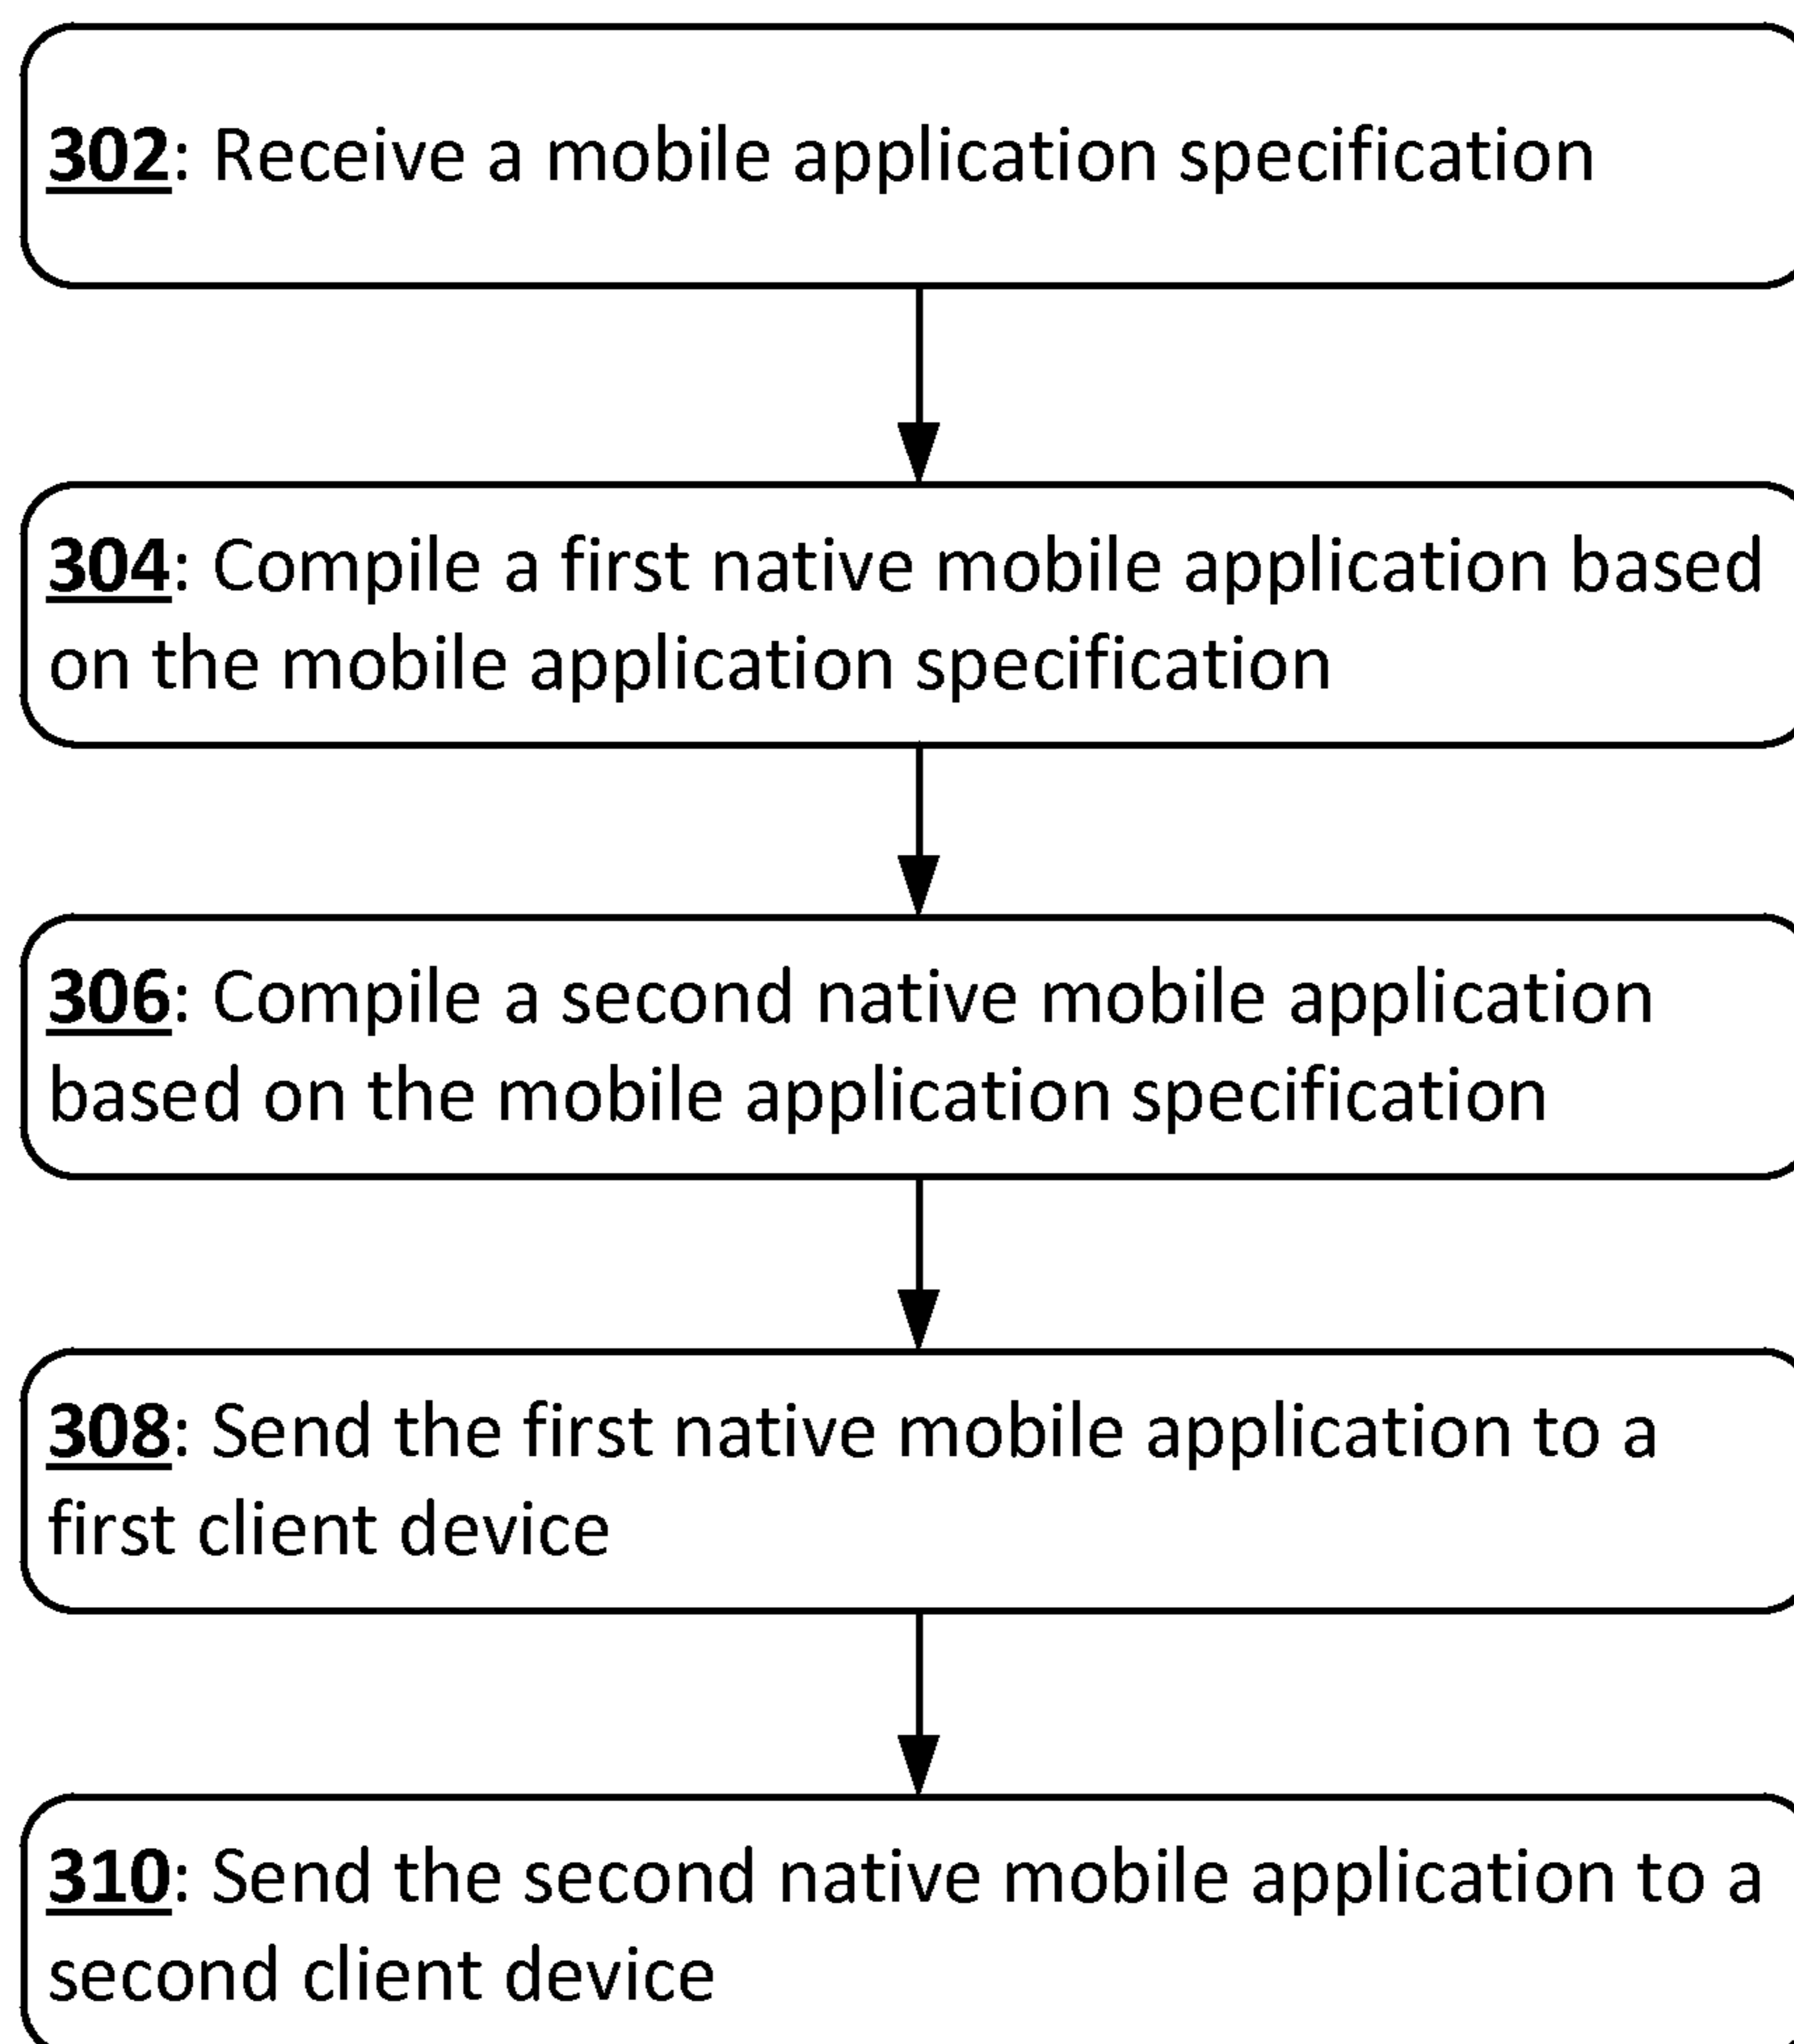 302: Receive a mobile application specification
304: Compile a first native mobile application based
on the mobile application specification
306: Compile a second native mobile application
based on the mobile application specification
308: Send the first native mobile application to a
first client device
310: Send the second native mobile application to a
second client device